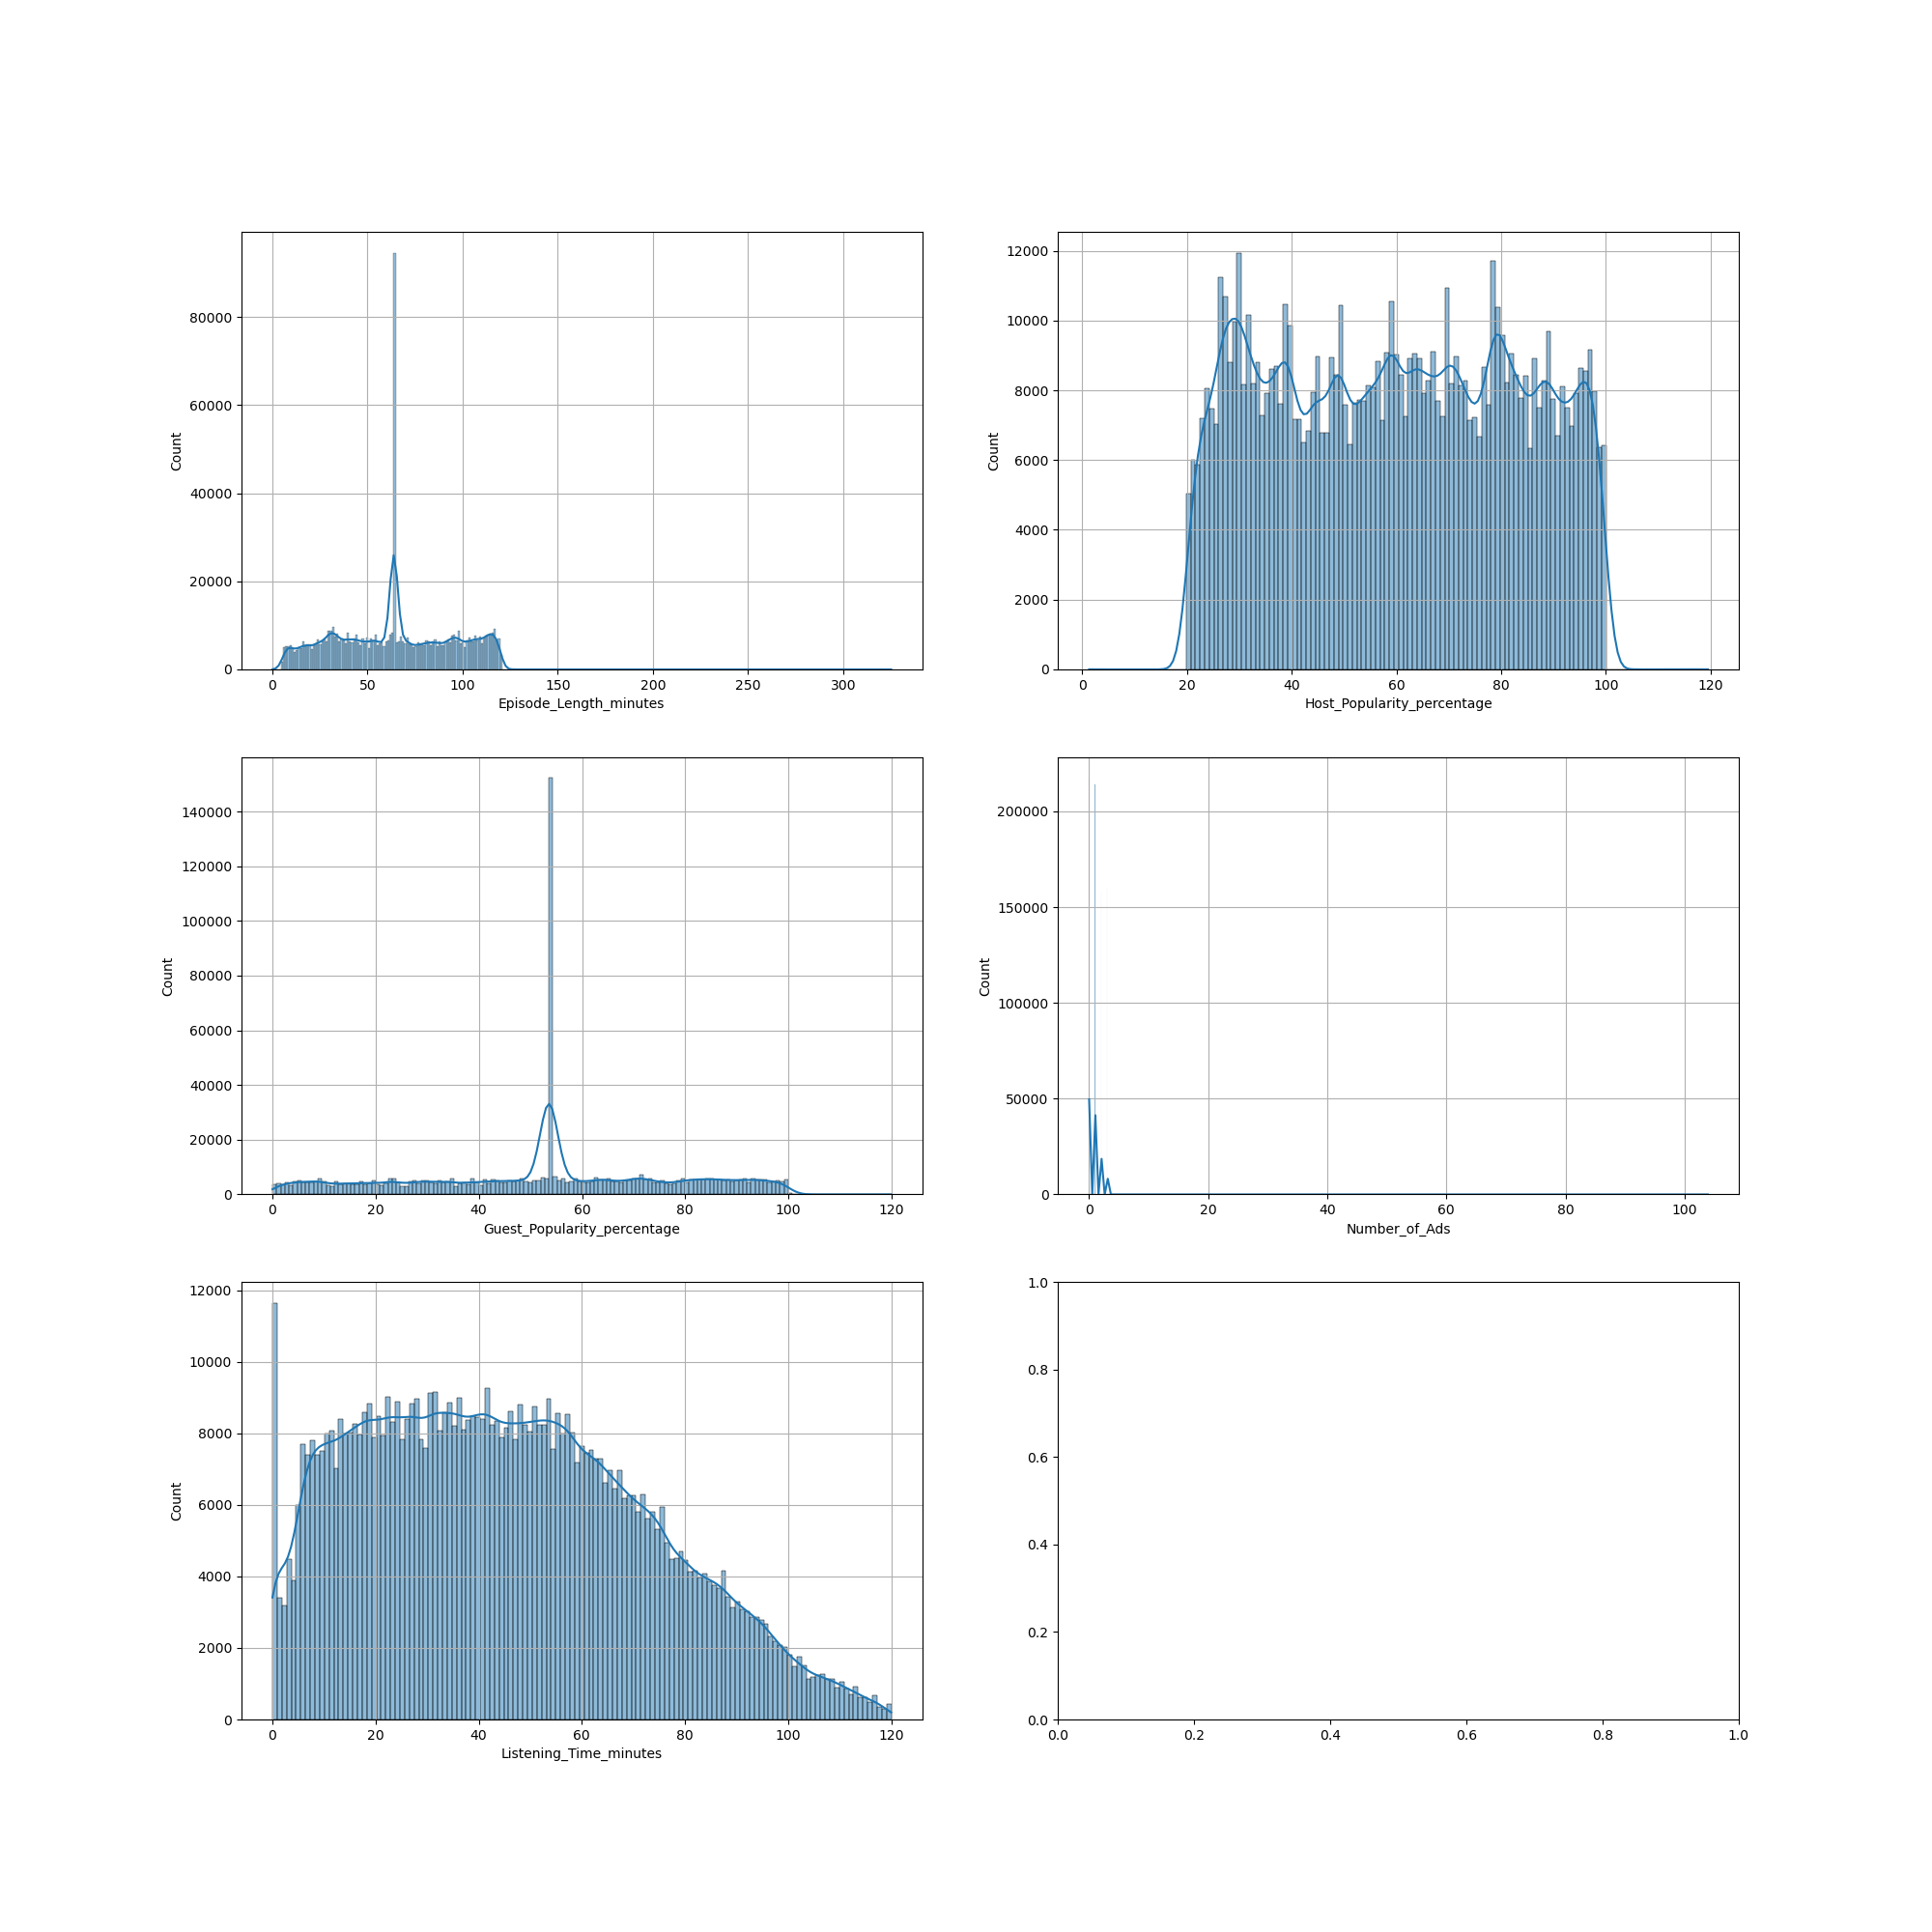 80000
60000
40000
20000
0
Count
0 50 100 150 200 250 300
Episode_Length_minutes
12000
10000
8000
6000
4000
2000
0
Count
0 20 40 60 80 100 120
Host_Popularity_percentage
140000
120000
100000
80000
60000
40000
20000
0
Count
0 20 40 60 80 100 120
Guest_Popularity_percentage
200000
150000
100000
50000
0
Count
0 20 40 60 80 100
Number_of_Ads
12000
10000
8000
6000
4000
2000
0
Count
0 20 40 60 80 100 120
Listening_Time_minutes
1.0
0.8
0.6
0.4
0.2
0.0
0.0 0.2 0.4 0.6 0.8 1.0